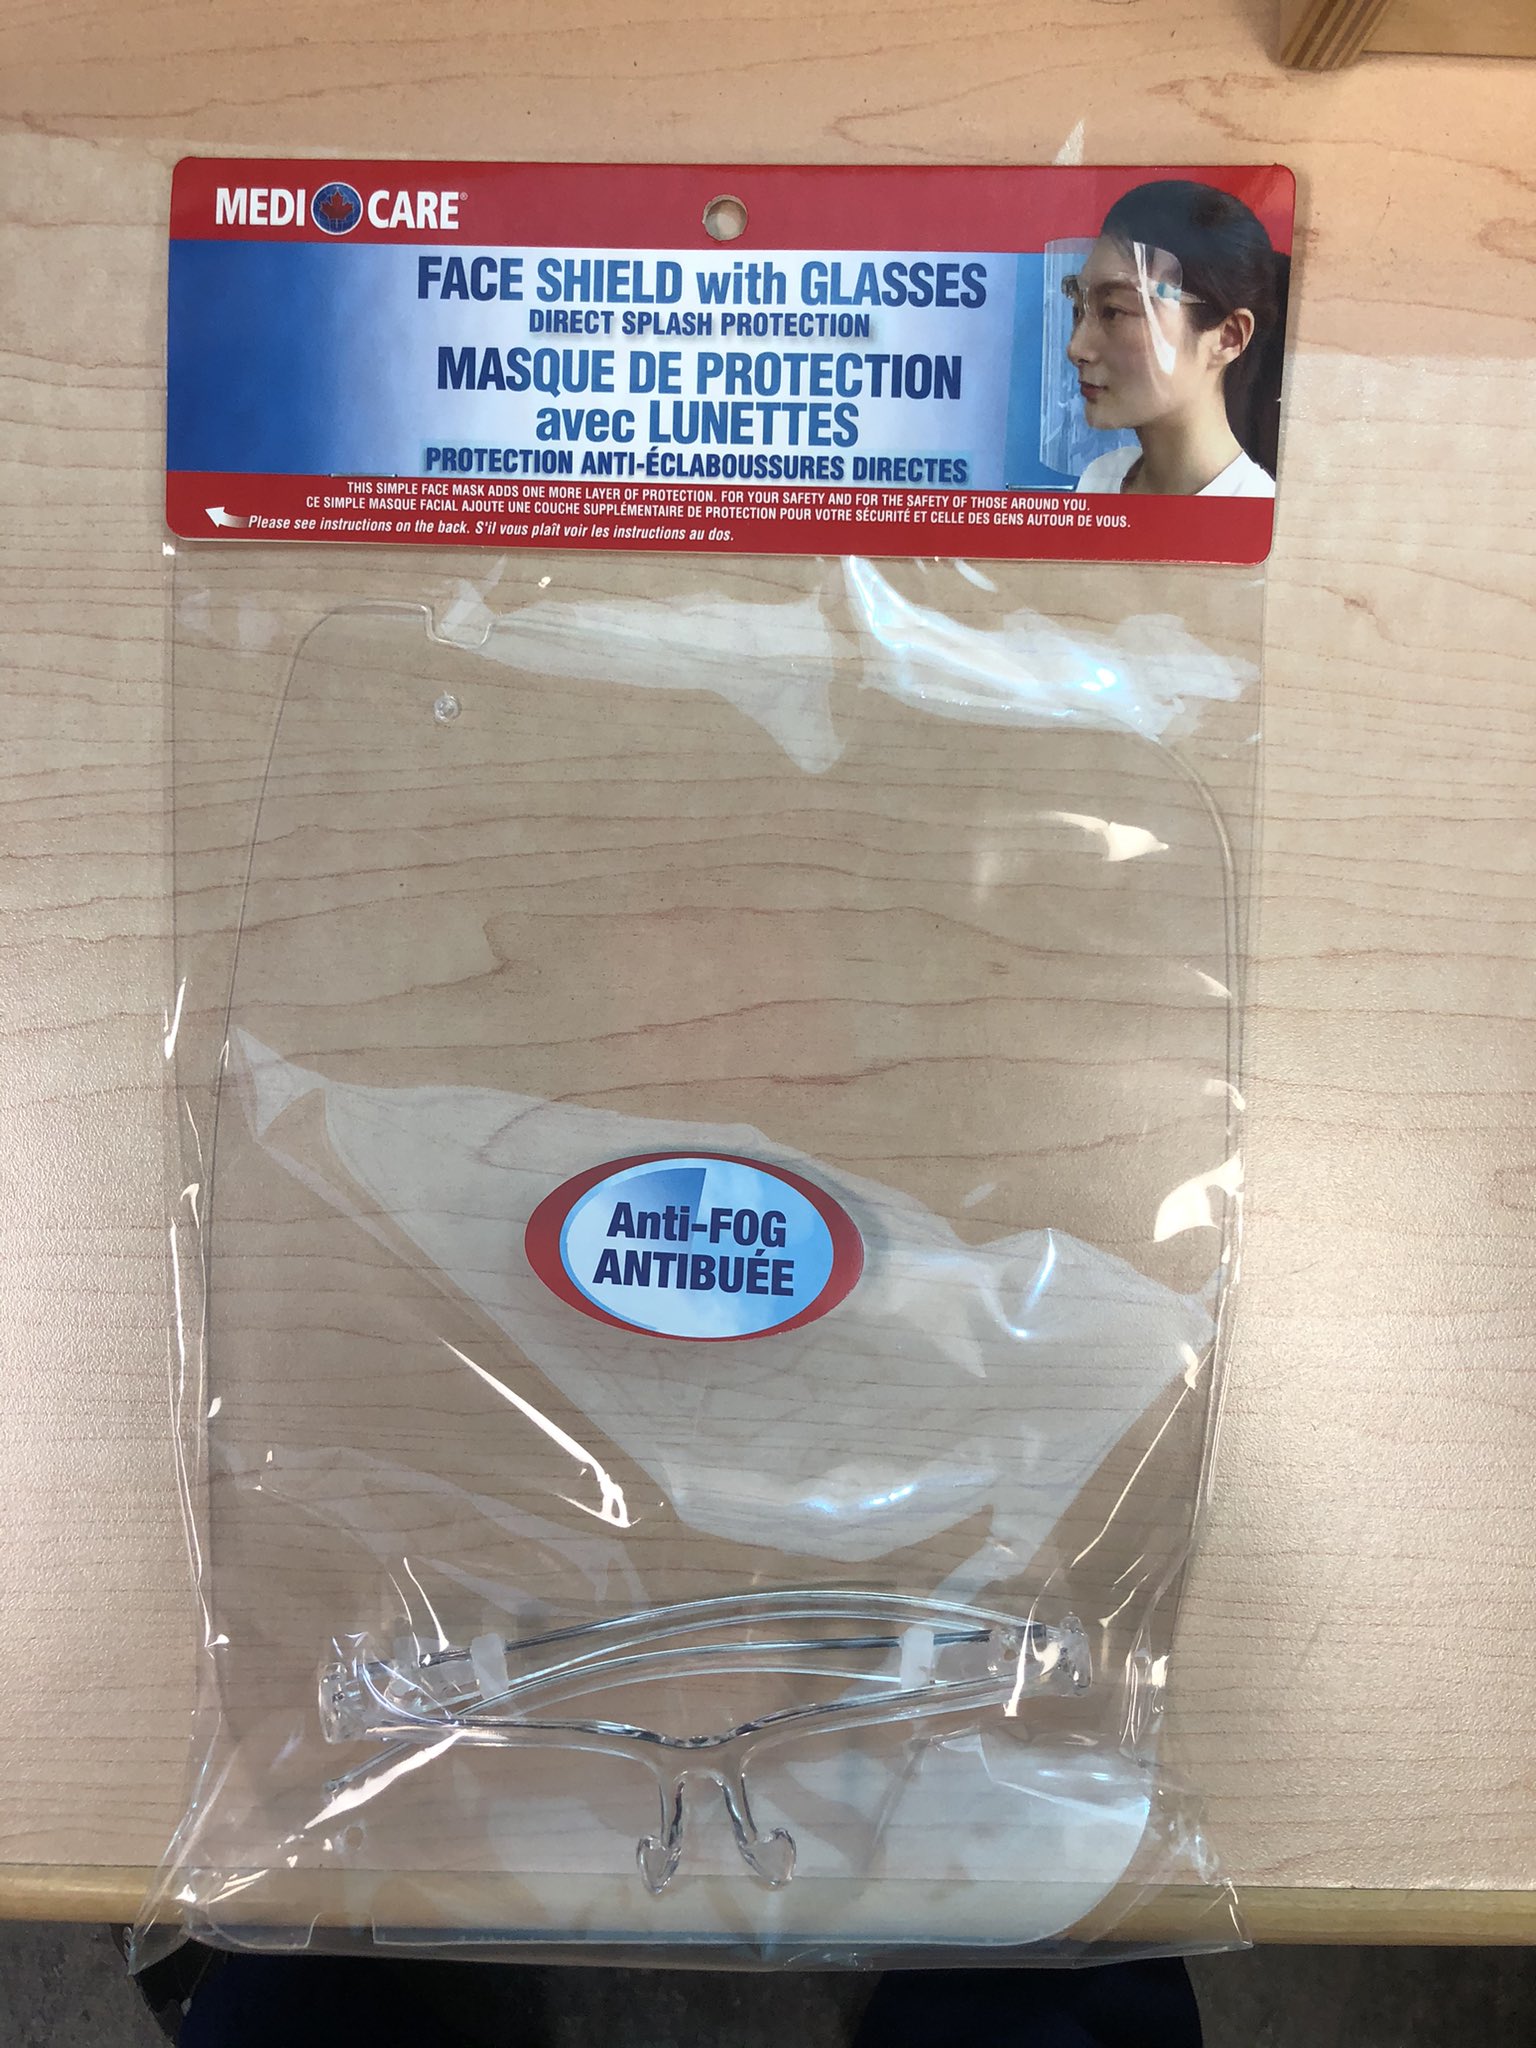 MEDI CARE®
FACE SHIELD with GLASSES
DIRECT SPLASH PROTECTION
MASQUE DE PROTECTION
avec LUNETTES
PROTECTION ANTI-ÉCLABOUSSURES DIRECTES
THIS SIMPLE FACE MASK ADDS ONE MORE LAYER OF PROTECTION. FOR YOUR SAFETY AND FOR THE SAFETY OF THOSE AROUND YOU.
CE SIMPLE MASQUE FACIAL AJOUTE UNE COUCHE SUPPLÉMENTAIRE DE PROTECTION POUR VOTRE SÉCURITÉ ET CELLE DES GENS AUTOUR DE VOUS.
Please see instructions on the back. S'il vous plaît voir les instructions au dos.
Anti-FOG
ANTIBUÉE